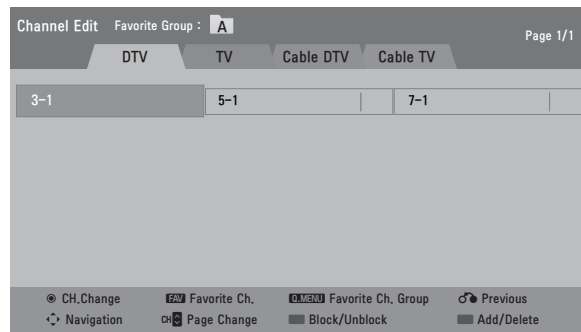 Channel Edit Favorite Group : A
Page 1/1
DTV TV Cable DTV Cable TV
3-1 5-1 7-1
CH.Change FAV Favorite Ch. Q.MENU Favorite Ch. Group Previous
Navigation CH Page Change Block/Unblock Add/Delete